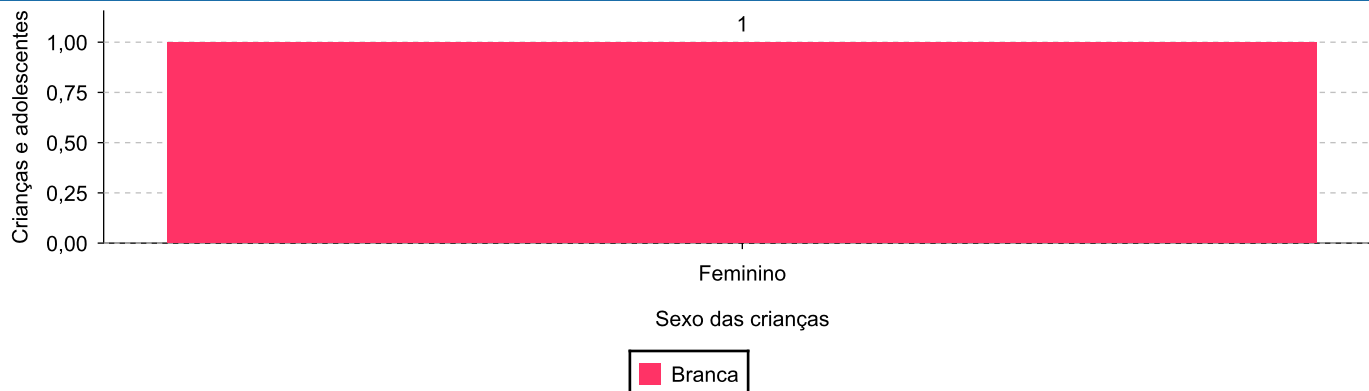 1
Crianças e adolescentes
1,00
0,75
0,50
0,25
0,00
Feminino
Sexo das crianças
Branca